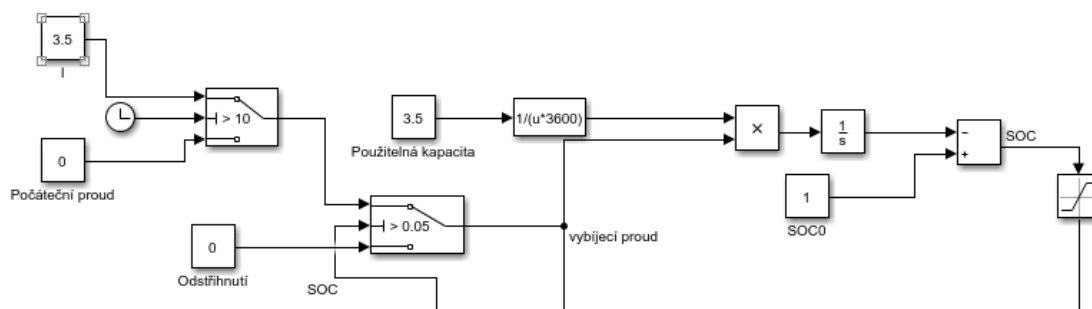 3.5
I
> 10
0
Počáteční proud
3.5
Použitelná kapacita
1/(u*3600)
×
1
s
−
+
SOC
1
SOC0
> 0.05
0
Odstřihnutí
SOC
vybíjecí proud